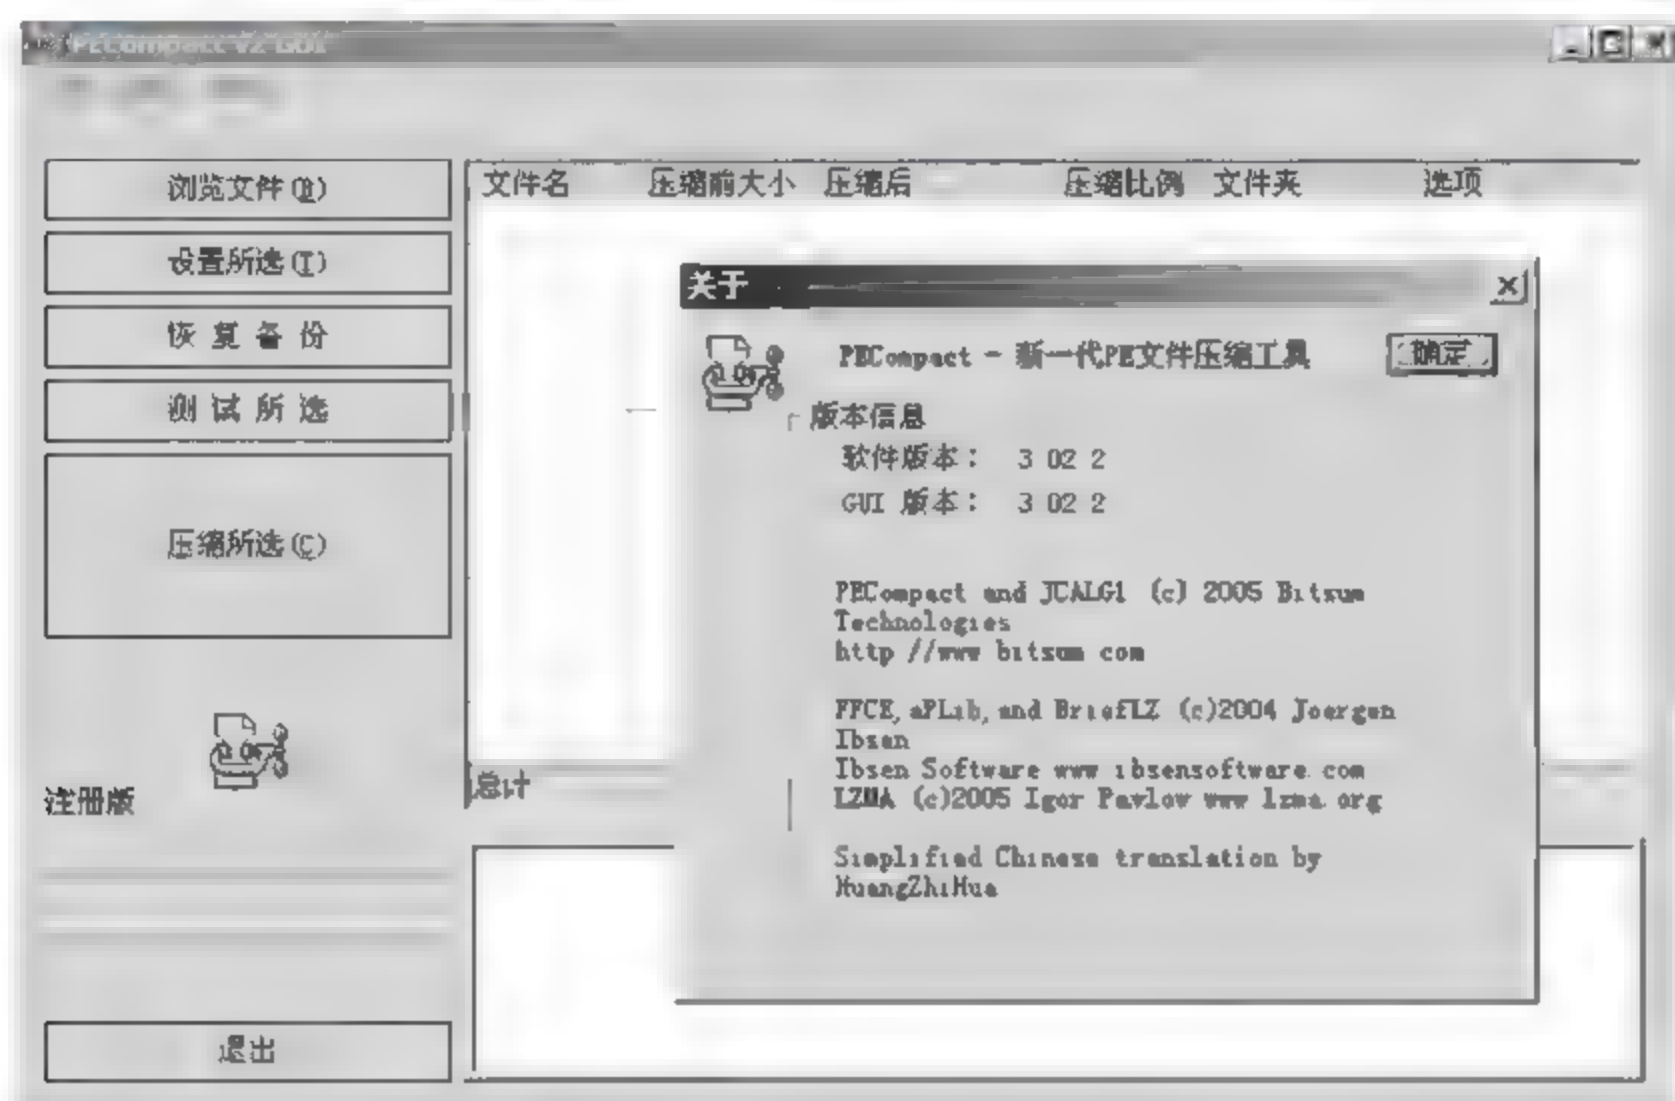 PECompact V2 GUI
浏览文件(B)
设置所选(T)
恢复备份
测试所选
压缩所选(C)
注册版
退出
文件名 压缩前大小 压缩后 压缩比例 文件夹 选项
总计
关于
PECompact - 新一代PE文件压缩工具
确定
版本信息
软件版本： 3 02 2
GUI 版本： 3 02 2
PECompact and JCALG1 (c) 2005 Bitsum
Technologies
http //www bitsum com
FFCE, aPLib, and BriefLZ (c)2004 Joergen
Ibsen
Ibsen Software www ibsensoftware.com
LZMA (c)2005 Igor Pavlov www lzma.org
Simplified Chinese translation by
HuangZhiHua